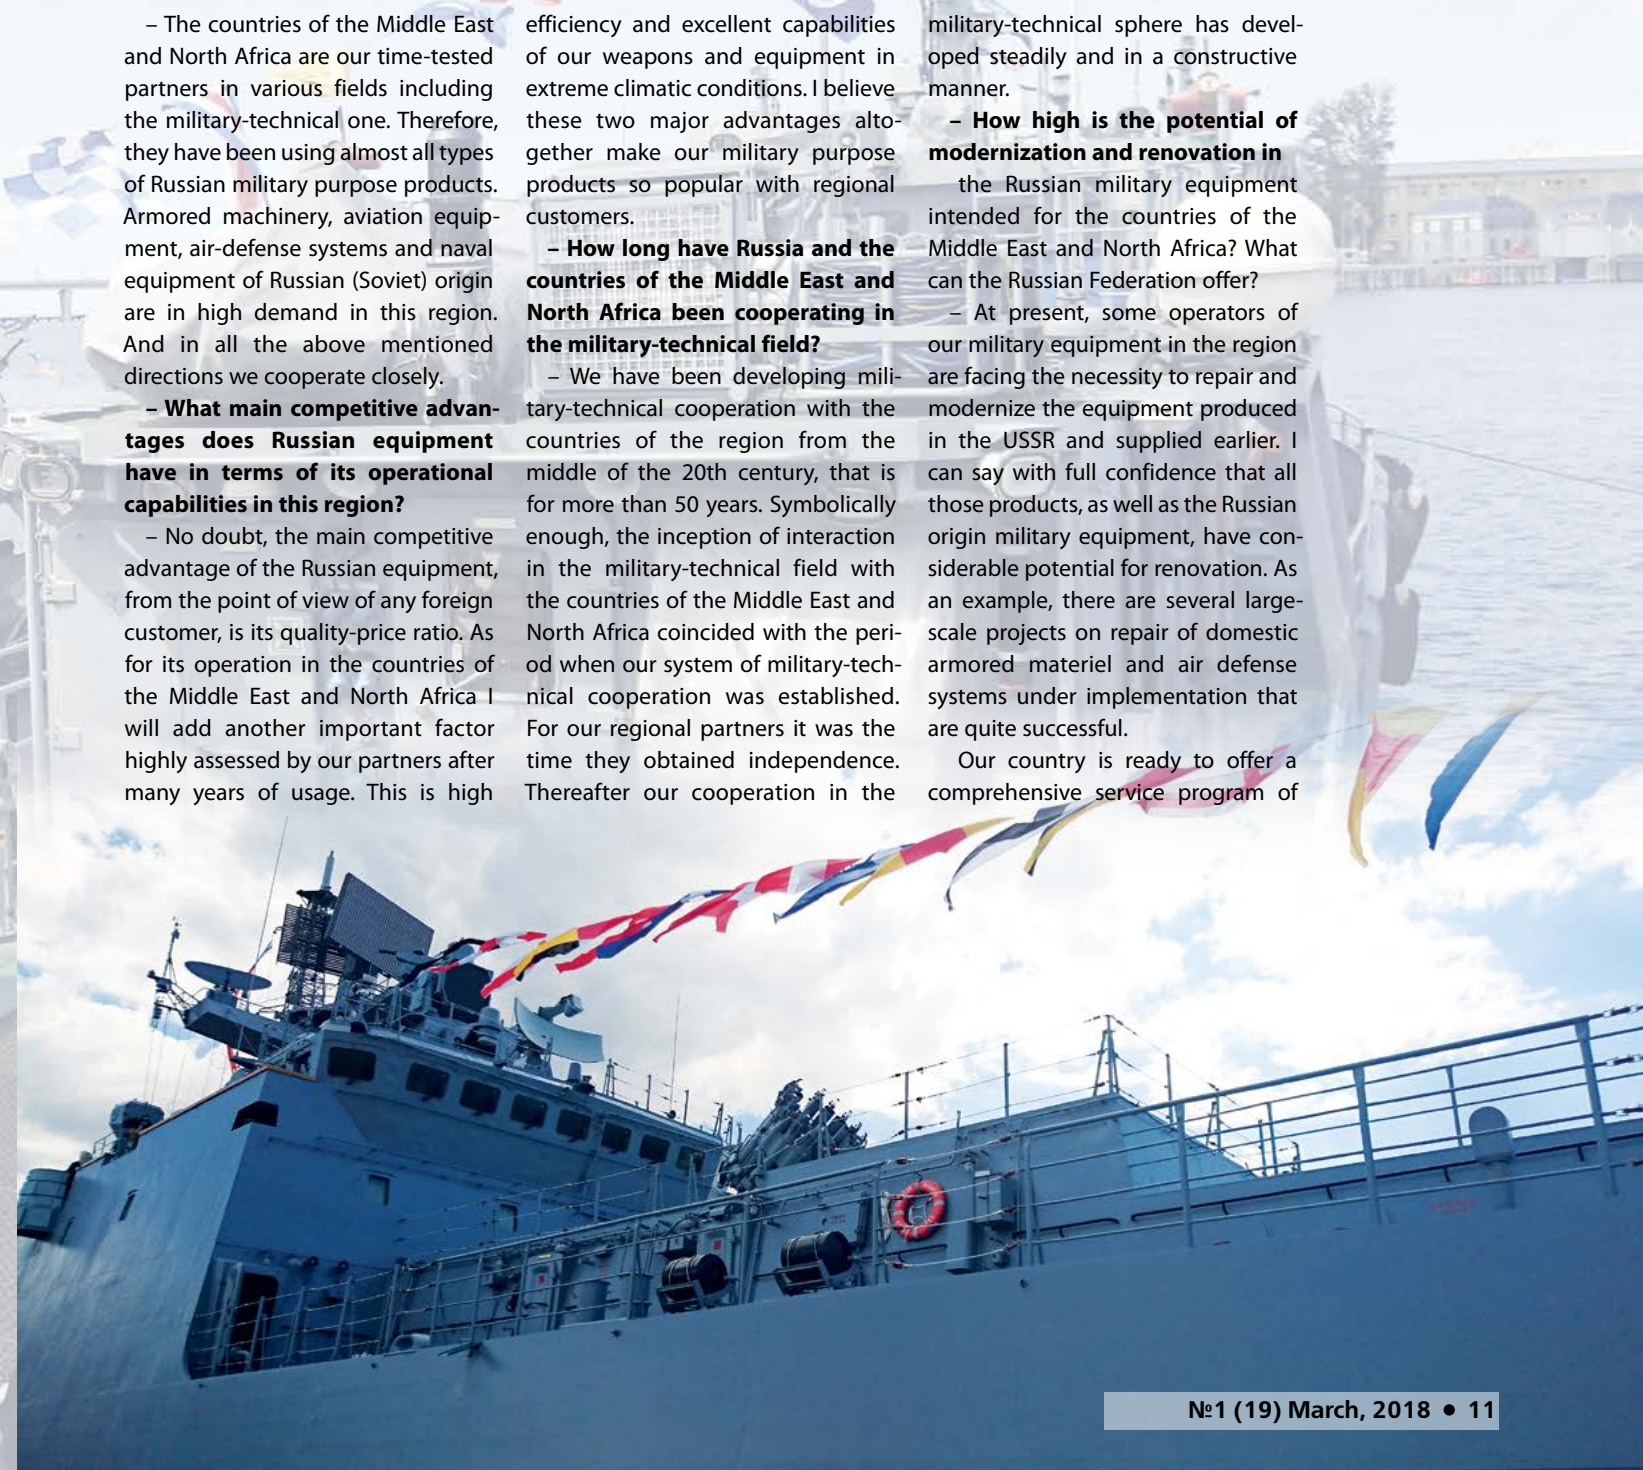 – The countries of the Middle East
and North Africa are our time-tested
partners in various fields including
the military-technical one. Therefore,
they have been using almost all types
of Russian military purpose products.
Armored machinery, aviation equip-
ment, air-defense systems and naval
equipment of Russian (Soviet) origin
are in high demand in this region.
And in all the above mentioned
directions we cooperate closely.
– What main competitive advan-
tages does Russian equipment
have in terms of its operational
capabilities in this region?
– No doubt, the main competitive
advantage of the Russian equipment,
from the point of view of any foreign
customer, is its quality-price ratio. As
for its operation in the countries of
the Middle East and North Africa I
will add another important factor
highly assessed by our partners after
many years of usage. This is high
efficiency and excellent capabilities
of our weapons and equipment in
extreme climatic conditions. I believe
these two major advantages alto-
gether make our military purpose
products so popular with regional
customers.
– How long have Russia and the
countries of the Middle East and
North Africa been cooperating in
the military-technical field?
– We have been developing mili-
tary-technical cooperation with the
countries of the region from the
middle of the 20th century, that is
for more than 50 years. Symbolically
enough, the inception of interaction
in the military-technical field with
the countries of the Middle East and
North Africa coincided with the peri-
od when our system of military-tech-
nical cooperation was established.
For our regional partners it was the
time they obtained independence.
Thereafter our cooperation in the
military-technical sphere has devel-
oped steadily and in a constructive
manner.
– How high is the potential of
modernization and renovation in
the Russian military equipment
intended for the countries of the
Middle East and North Africa? What
can the Russian Federation offer?
– At present, some operators of
our military equipment in the region
are facing the necessity to repair and
modernize the equipment produced
in the USSR and supplied earlier. I
can say with full confidence that all
those products, as well as the Russian
origin military equipment, have con-
siderable potential for renovation. As
an example, there are several large-
scale projects on repair of domestic
armored materiel and air defense
systems under implementation that
are quite successful.
Our country is ready to offer a
comprehensive service program of
№1 (19) March, 2018 • 11